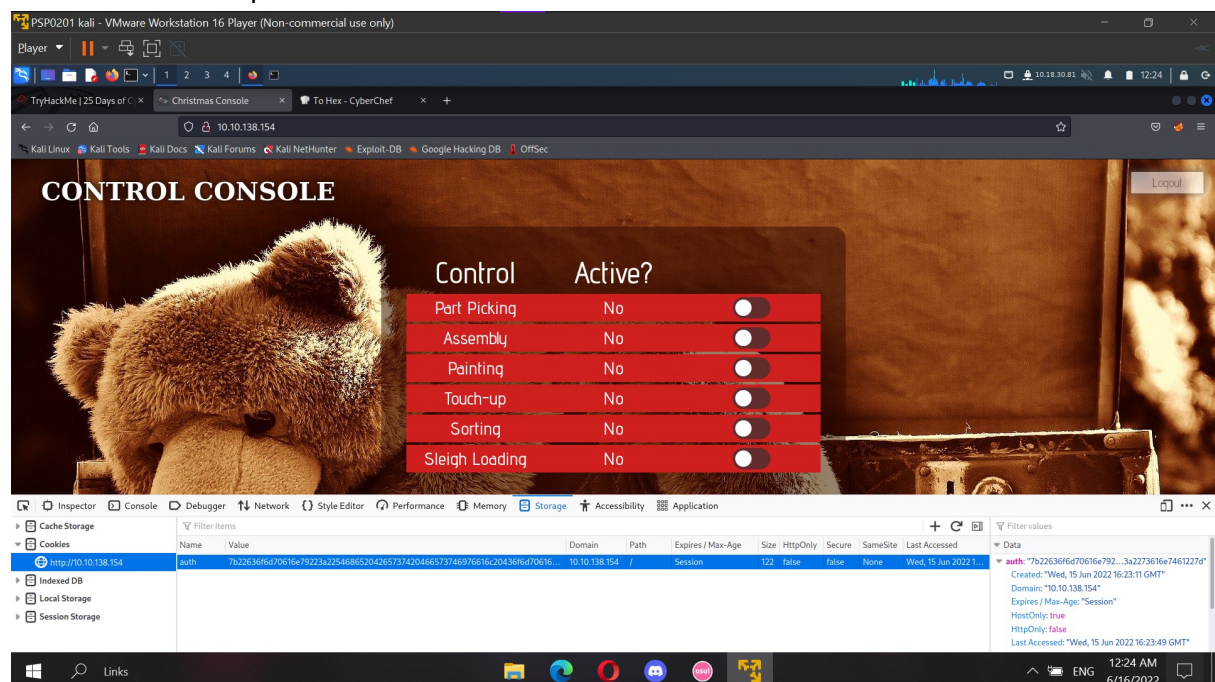 PSP0201 kali - VMware Workstation 16 Player (Non-commercial use only)
Player
1 2 3 4
10.18.30.81
12:24
TryHackMe | 25 Days of C
Christmas Console
To Hex - CyberChef
10.10.138.154
Kali Linux Kali Tools Kali Docs Kali Forums Kali NetHunter Exploit-DB Google Hacking DB OffSec
CONTROL CONSOLE
Logout
Control Active?
Part Picking No
Assembly No
Painting No
Touch-up No
Sorting No
Sleigh Loading No
Inspector Console Debugger Network Style Editor Performance Memory Storage Accessibility Application
Cache Storage
Cookies
http://10.10.138.154
Indexed DB
Local Storage
Session Storage
Filter Items
Name Value Domain Path Expires / Max-Age Size HttpOnly Secure SameSite Last Accessed
auth 7b22636f6d70616e79223a22546865204265737420466573746976616c20436f6d70616... 10.10.138.154 / Session 122 false false None Wed, 15 Jun 2022 1...
Filter values
Data
auth: "7b22636f6d70616e792...3a2273616e7461227d"
Created: "Wed, 15 Jun 2022 16:23:11 GMT"
Domain: "10.10.138.154"
Expires / Max-Age: "Session"
HostOnly: true
HttpOnly: false
Last Accessed: "Wed, 15 Jun 2022 16:23:49 GMT"
Links
osu!
ENG
12:24 AM
6/16/2022